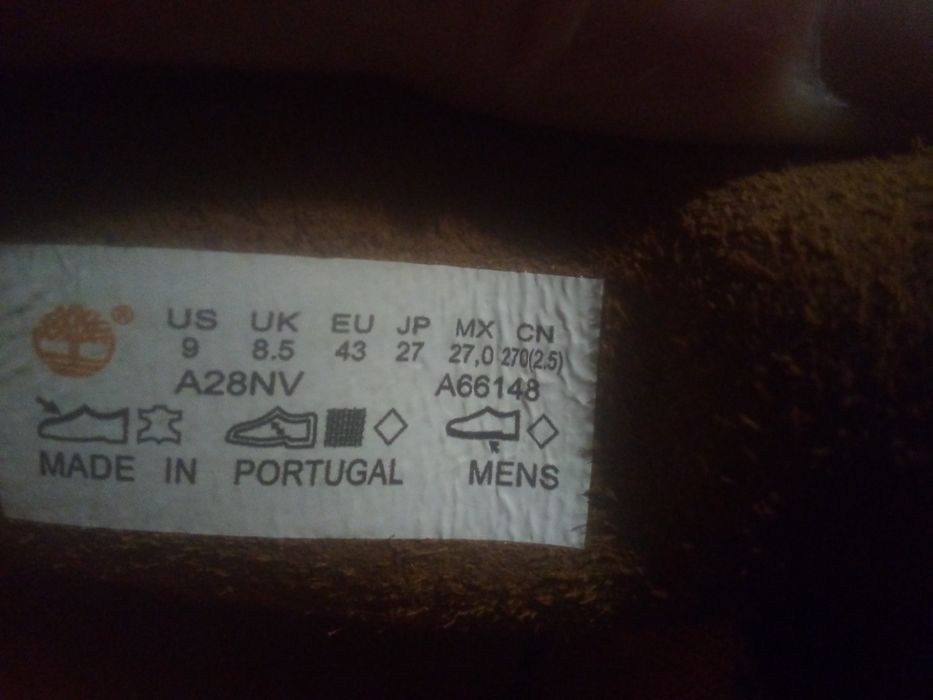 ®
US UK EU JP MX CN
9 8.5 43 27 27,0 270(2.5)
A28NV A66148
MADE IN PORTUGAL MENS